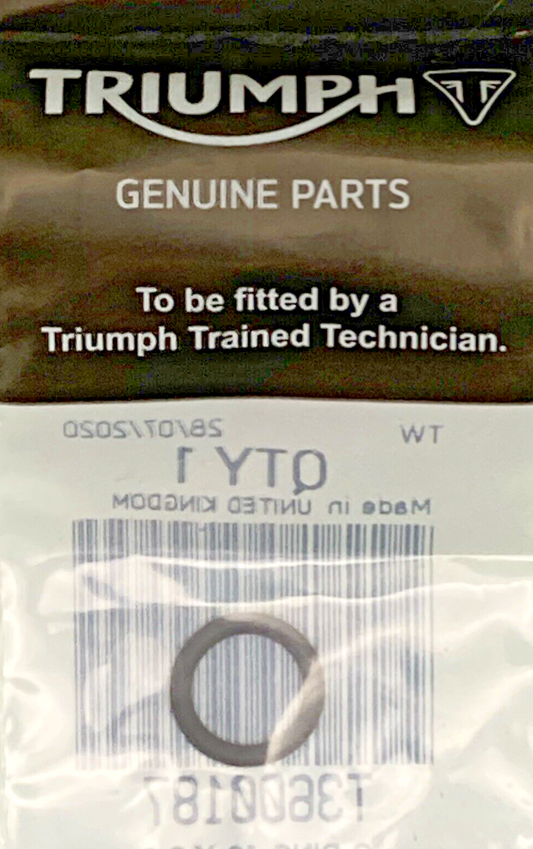 TRIUMPH
GENUINE PARTS
To be fitted by a
Triumph Trained Technician.
TW 28/07/2020
QTY 1
Made in UNITED KINGDOM
T3600187